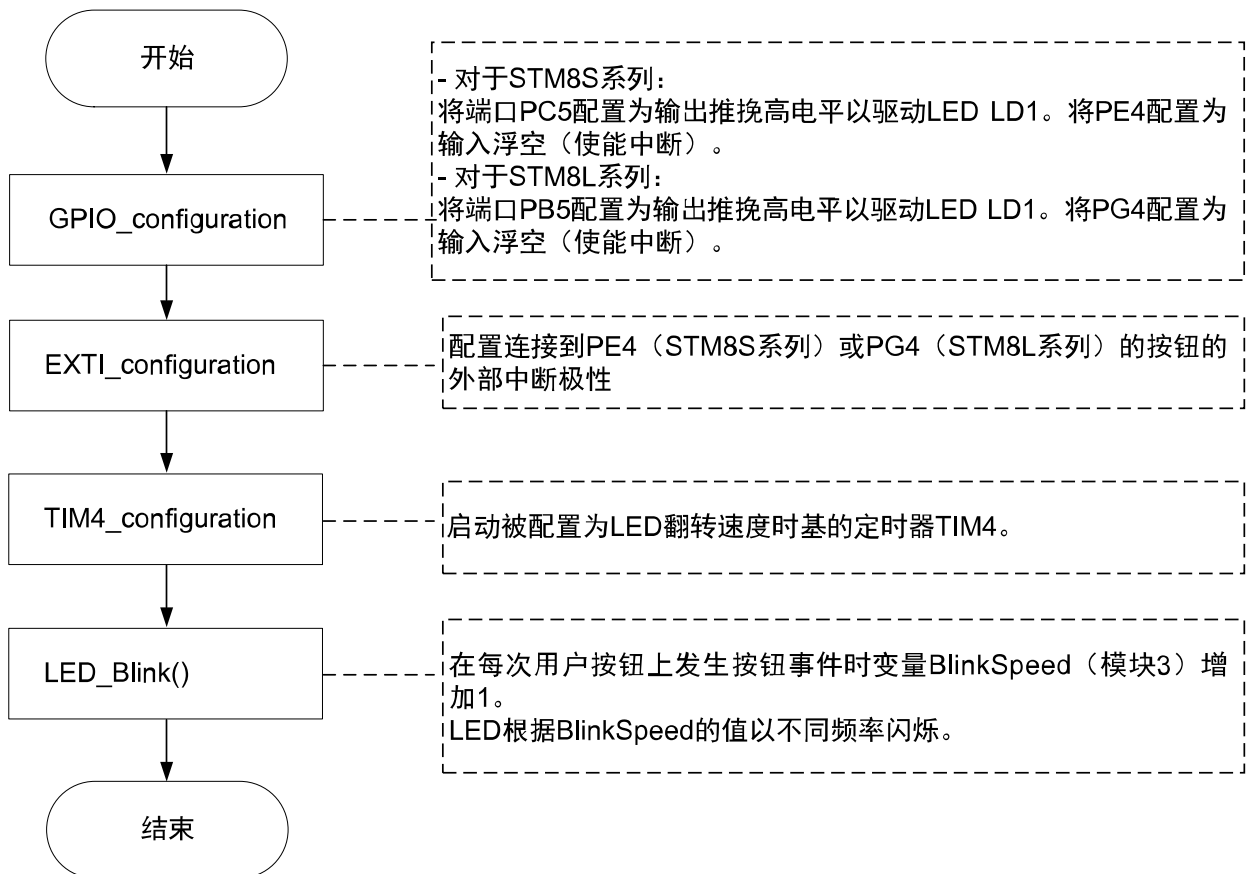 开始
- 对于STM8S系列：
将端口PC5配置为输出推挽高电平以驱动LED LD1。将PE4配置为
输入浮空（使能中断）。
- 对于STM8L系列：
将端口PB5配置为输出推挽高电平以驱动LED LD1。将PG4配置为
输入浮空（使能中断）。
GPIO_configuration
配置连接到PE4（STM8S系列）或PG4（STM8L系列）的按钮的
外部中断极性
EXTI_configuration
TIM4_configuration
启动被配置为LED翻转速度时基的定时器TIM4。
LED_Blink()
在每次用户按钮上发生按钮事件时变量BlinkSpeed（模块3）增
加1。
LED根据BlinkSpeed的值以不同频率闪烁。
结束